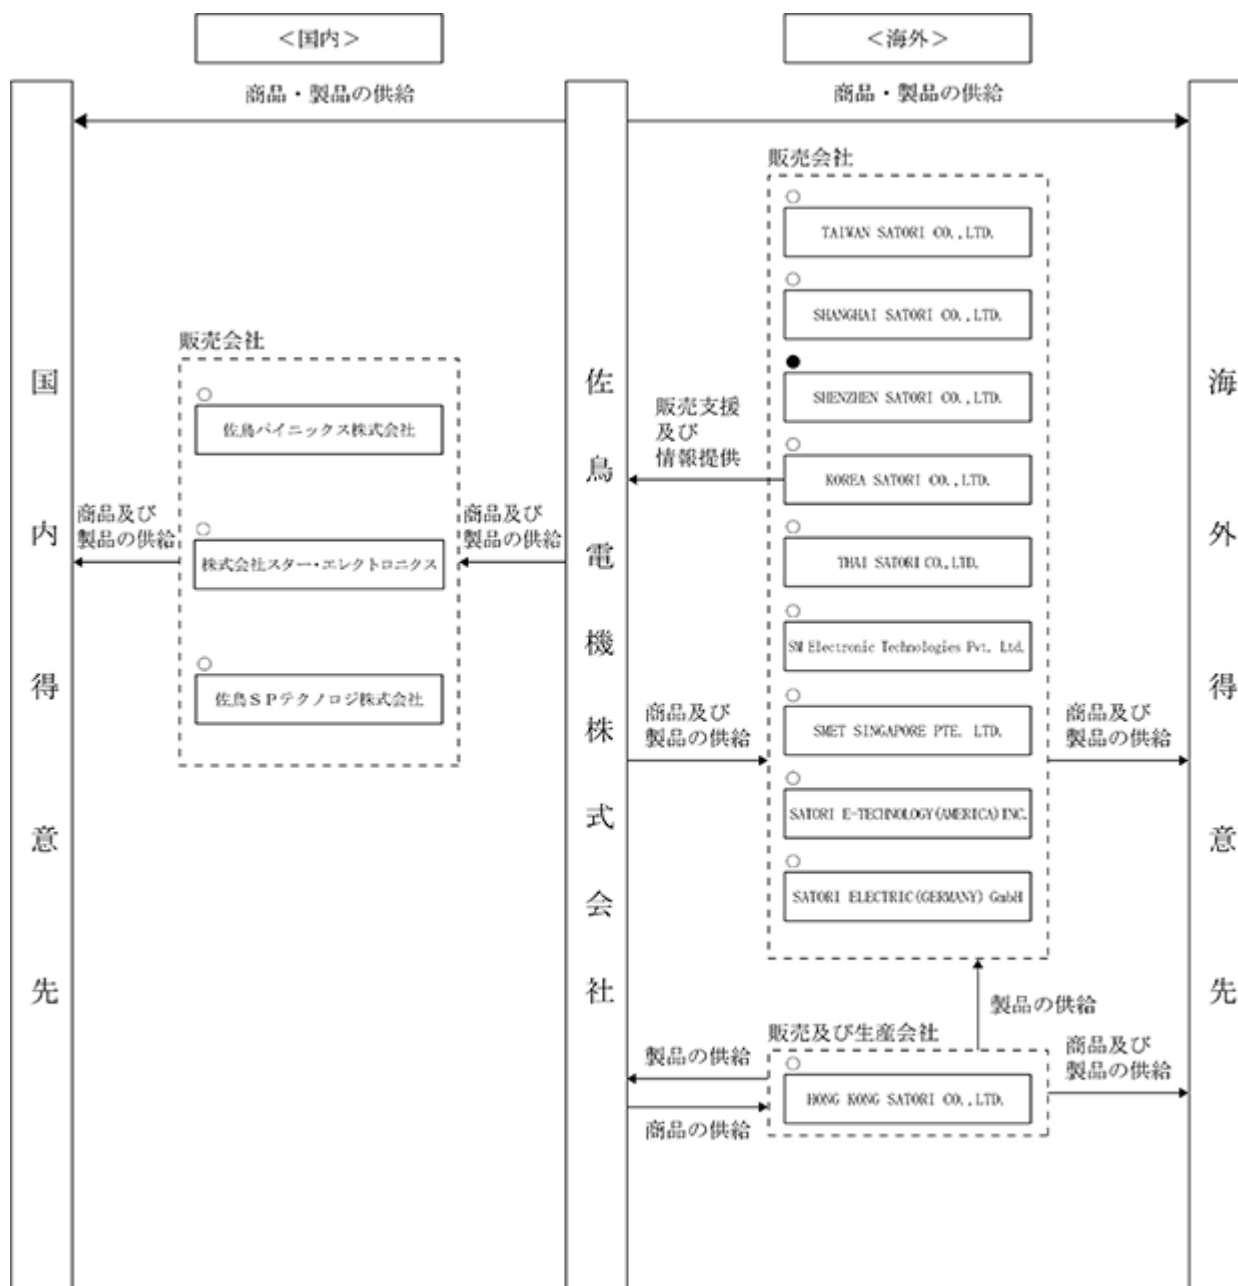 ＜国内＞
＜海外＞
商品・製品の供給
商品・製品の供給
国内得意先
佐鳥電機株式会社
海外得意先
販売会社
佐鳥パイニックス株式会社
株式会社スター・エレクトロニクス
佐鳥ＳＰテクノロジ株式会社
商品及び
製品の供給
商品及び
製品の供給
販売会社
TAIWAN SATORI CO.,LTD.
SHANGHAI SATORI CO.,LTD.
SHENZHEN SATORI CO.,LTD.
KOREA SATORI CO.,LTD.
THAI SATORI CO.,LTD.
SM Electronic Technologies Pvt. Ltd.
SMET SINGAPORE PTE. LTD.
SATORI E-TECHNOLOGY(AMERICA)INC.
SATORI ELECTRIC(GERMANY) GmbH
販売支援
及び
情報提供
商品及び
製品の供給
商品及び
製品の供給
製品の供給
販売及び生産会社
HONG KONG SATORI CO.,LTD.
製品の供給
商品の供給
商品及び
製品の供給